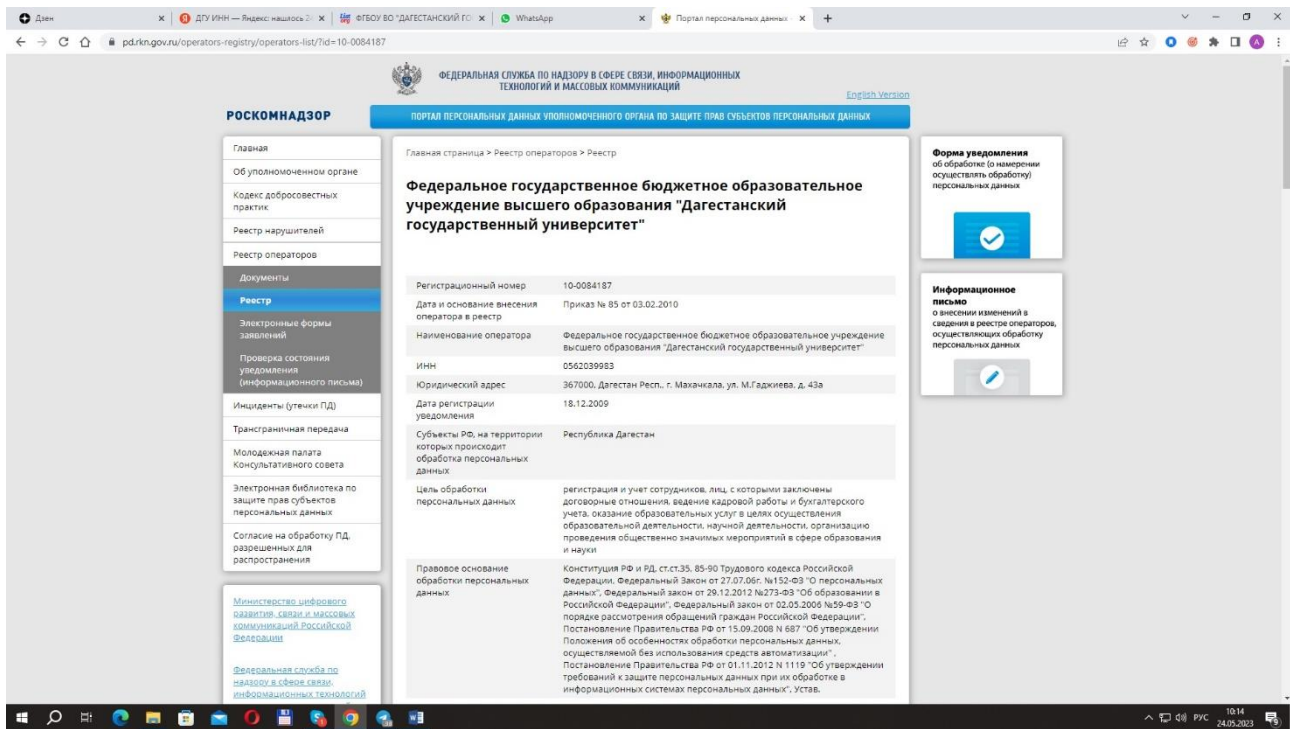 Дзен
ДГУ ИНН — Яндекс: нашлось 2
ФГБОУ ВО "ДАГЕСТАНСКИЙ ГО
WhatsApp
Портал персональных данных
pd.rkn.gov.ru/operators-registry/operators-list/?id=10-0084187
ФЕДЕРАЛЬНАЯ СЛУЖБА ПО НАДЗОРУ В СФЕРЕ СВЯЗИ, ИНФОРМАЦИОННЫХ
ТЕХНОЛОГИЙ И МАССОВЫХ КОММУНИКАЦИЙ
English Version
РОСКОМНАДЗОР
ПОРТАЛ ПЕРСОНАЛЬНЫХ ДАННЫХ УПОЛНОМОЧЕННОГО ОРГАНА ПО ЗАЩИТЕ ПРАВ СУБЪЕКТОВ ПЕРСОНАЛЬНЫХ ДАННЫХ
Главная
Об уполномоченном органе
Кодекс добросовестных
практик
Реестр нарушителей
Реестр операторов
Документы
Реестр
Электронные формы
заявлений
Проверка состояния
уведомления
(информационного письма)
Инциденты (утечки ПД)
Трансграничная передача
Молодежная палата
Консультативного совета
Электронная библиотека по
защите прав субъектов
персональных данных
Согласие на обработку ПД,
разрешенных для
распространения
Министерство цифрового
развития, связи и массовых
коммуникаций Российской
Федерации
Федеральная служба по
надзору в сфере связи,
информационных технологий
Главная страница > Реестр операторов > Реестр
Федеральное государственное бюджетное образовательное
учреждение высшего образования "Дагестанский
государственный университет"
Регистрационный номер 10-0084187
Дата и основание внесения Приказ № 85 от 03.02.2010
оператора в реестр
Наименование оператора Федеральное государственное бюджетное образовательное учреждение
высшего образования "Дагестанский государственный университет"
ИНН 0562039983
Юридический адрес 367000, Дагестан Респ., г. Махачкала, ул. М.Гаджиева, д. 43а
Дата регистрации 18.12.2009
уведомления
Субъекты РФ, на территории Республика Дагестан
которых происходит
обработка персональных
данных
Цель обработки регистрация и учет сотрудников, лиц, с которыми заключены
персональных данных договорные отношения, ведение кадровой работы и бухгалтерского
учета, оказание образовательных услуг в целях осуществления
образовательной деятельности, научной деятельности, организацию
проведения общественно значимых мероприятий в сфере образования
и науки
Правовое основание Конституция РФ и РД, ст.ст.35, 85-90 Трудового кодекса Российской
обработки персональных Федерации, Федеральный Закон от 27.07.06г. №152-ФЗ "О персональных
данных данных", Федеральный закон от 29.12.2012 №273-ФЗ "Об образовании в
Российской Федерации", Федеральный закон от 02.05.2006 №59-ФЗ "О
порядке рассмотрения обращений граждан Российской Федерации",
Постановление Правительства РФ от 15.09.2008 N 687 "Об утверждении
Положения об особенностях обработки персональных данных,
осуществляемой без использования средств автоматизации" ,
Постановление Правительства РФ от 01.11.2012 N 1119 "Об утверждении
требований к защите персональных данных при их обработке в
информационных системах персональных данных", Устав.
Форма уведомления
об обработке (о намерении
осуществлять обработку)
персональных данных
Информационное
письмо
о внесении изменений в
сведения в реестре операторов,
осуществляющих обработку
персональных данных
РУС
10:14
24.05.2023